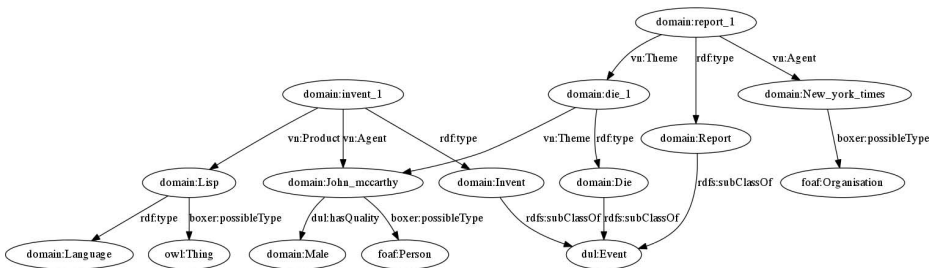 domain:report_1
vn:Theme
rdf:type
vn:Agent
domain:invent_1
domain:die_1
domain:New_york_times
vn:Product
vn:Agent
rdf:type
vn:Theme
rdf:type
domain:Report
boxer:possibleType
domain:Lisp
domain:John_mccarthy
domain:Invent
domain:Die
foaf:Organisation
rdf:type
boxer:possibleType
dul:hasQuality
boxer:possibleType
rdfs:subClassOf
rdfs:subClassOf
rdfs:subClassOf
domain:Language
owl:Thing
domain:Male
foaf:Person
dul:Event